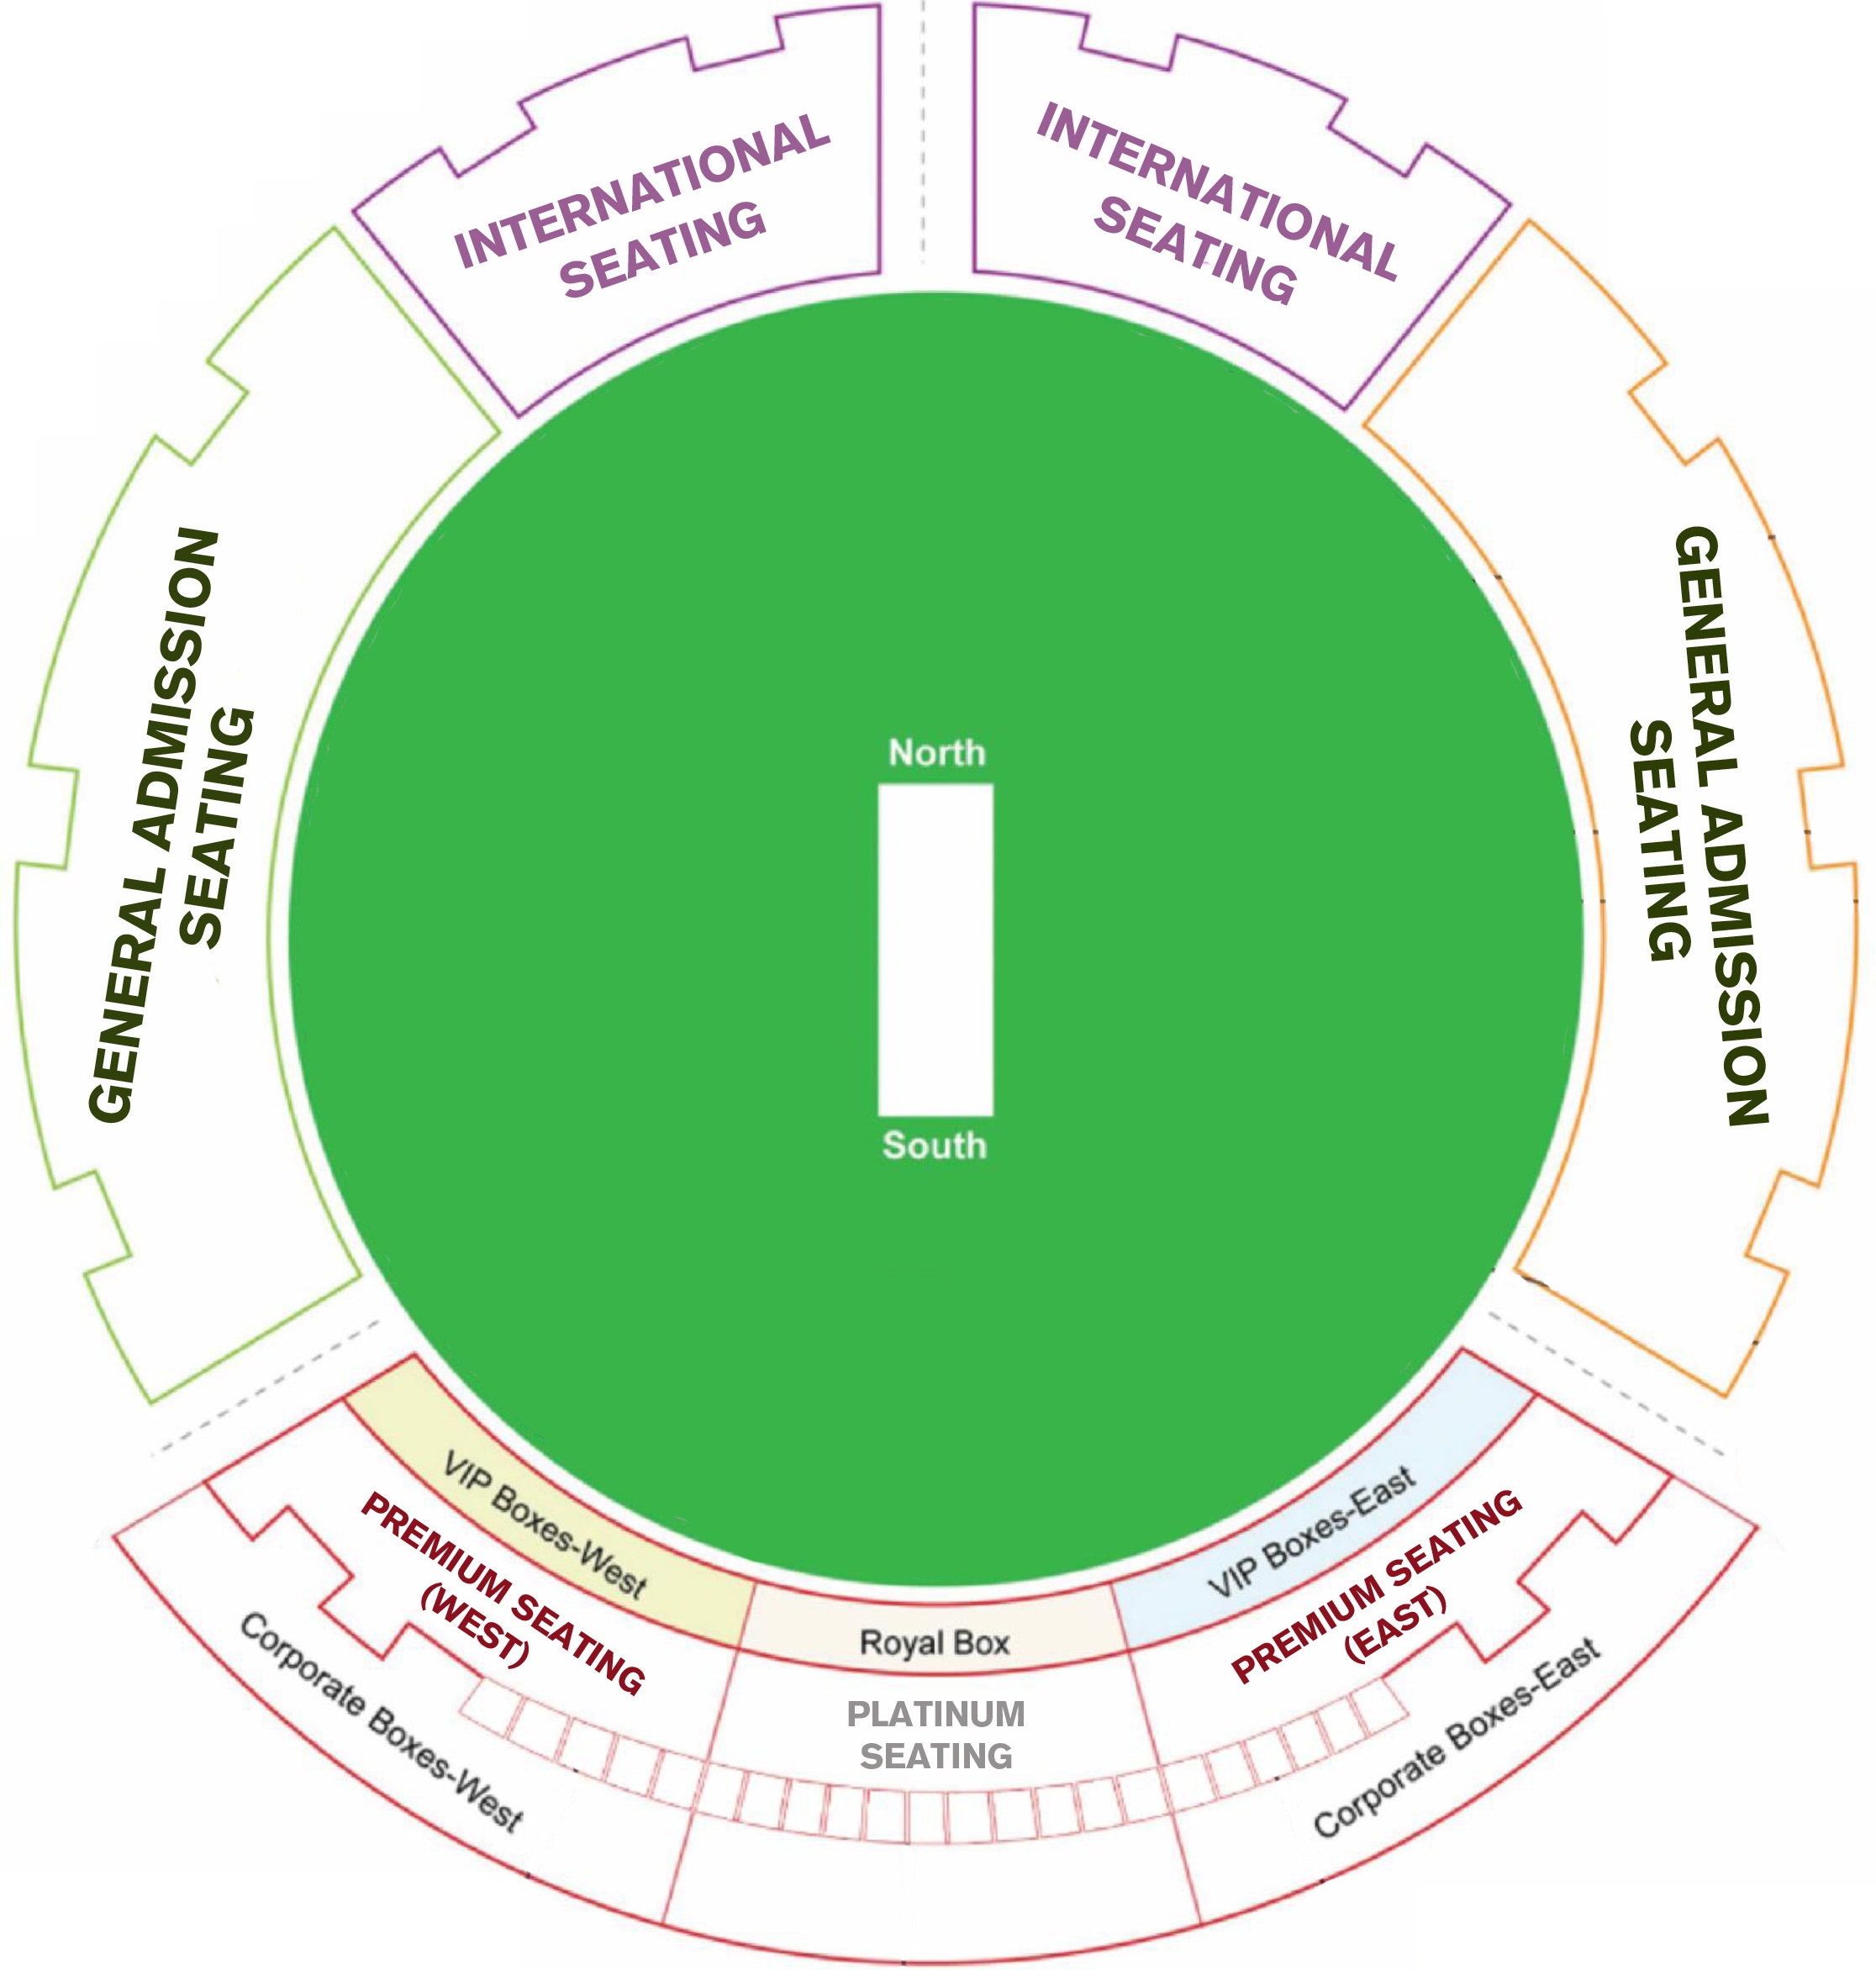 INTERNATIONAL
SEATING
INTERNATIONAL
SEATING
GENERAL ADMISSION
SEATING
GENERAL ADMISSION
SEATING
North
South
VIP Boxes-West
PREMIUM SEATING
(WEST)
Corporate Boxes-West
Royal Box
PLATINUM
SEATING
VIP Boxes-East
PREMIUM SEATING
(EAST)
Corporate Boxes-East